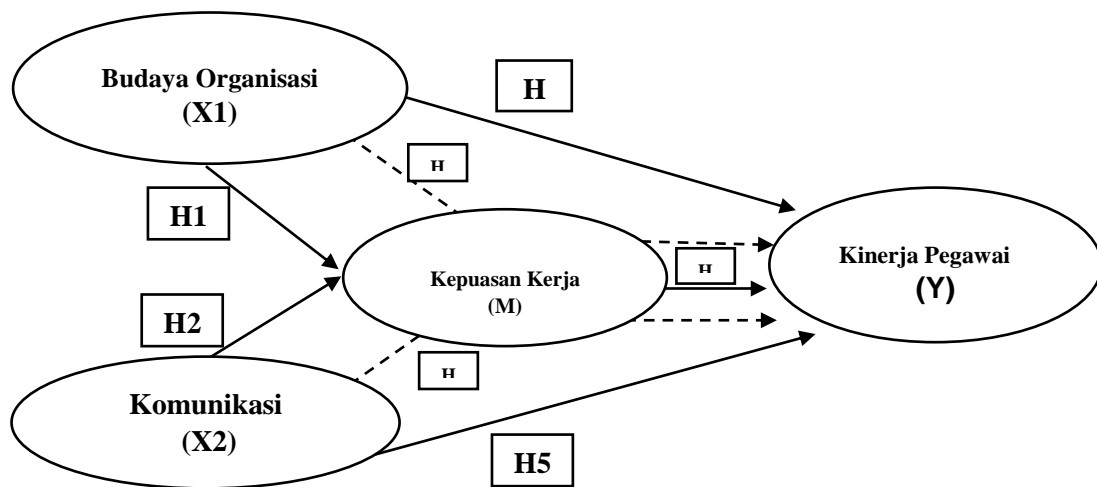 Budaya Organisasi
(X1)
H
H
H1
Kepuasan Kerja
(M)
H
Kinerja Pegawai
(Y)
H2
H
Komunikasi
(X2)
H5